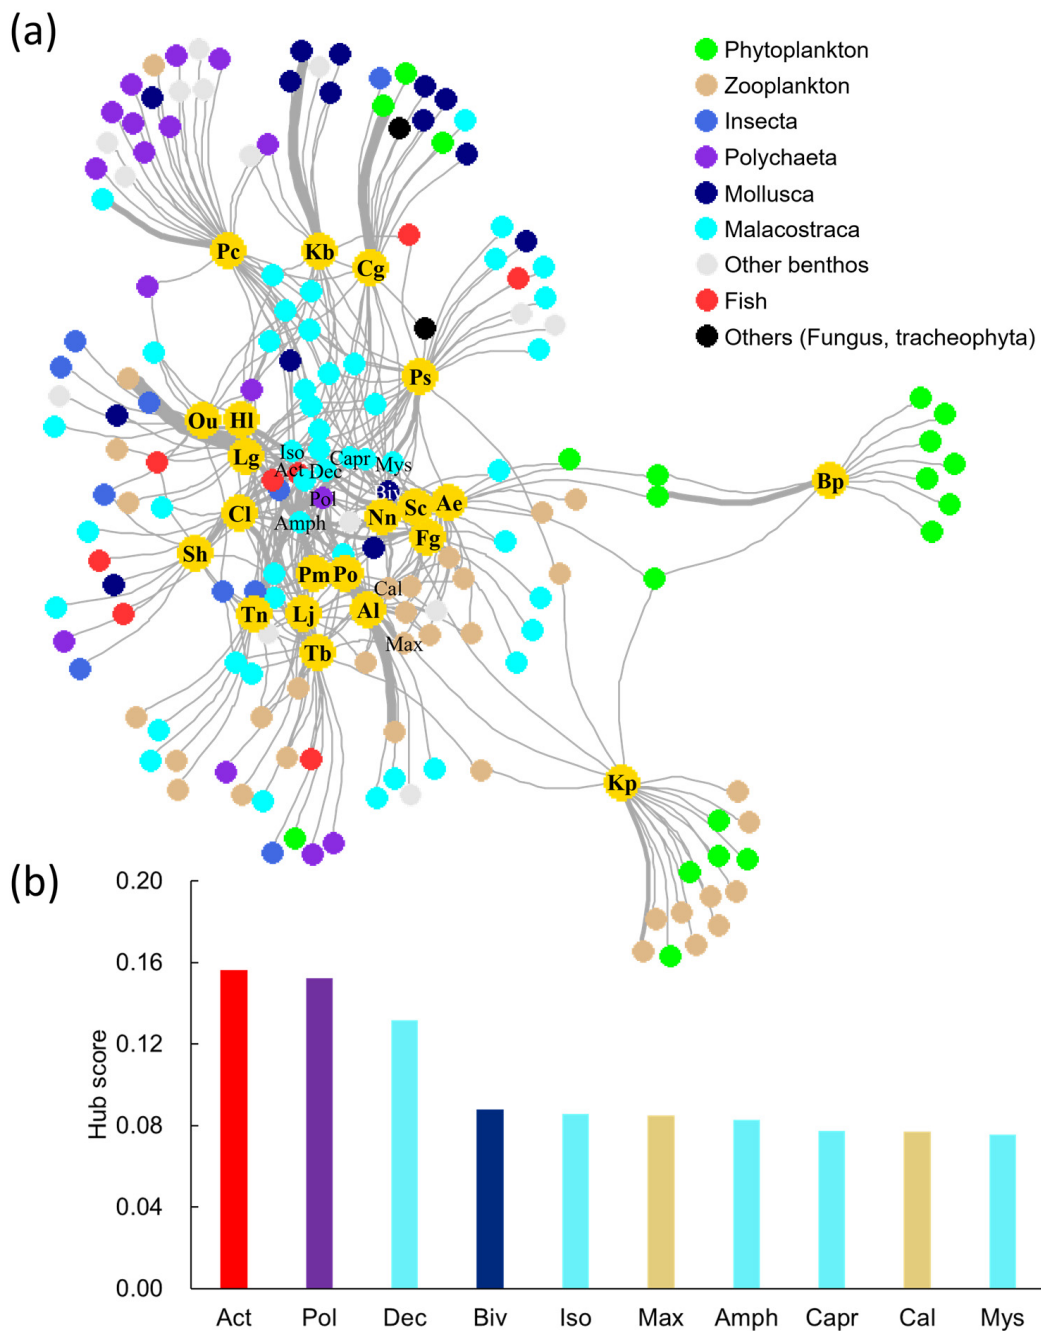 (a)
Phytoplankton
Zooplankton
Insecta
Polychaeta
Mollusca
Malacostraca
Other benthos
Fish
Others (Fungus, tracheophyta)
Pc
Kb
Cg
Ps
Ou
Hl
Lg
Iso
Act
Dec
Capr
Mys
Bp
Pol
Biv
Cl
Amph
Nn
Sc
Ae
Fg
Sh
Pm
Po
Cal
Tn
Lj
Al
Tb
Max
Kp
(b)
Hub score
0.20
0.16
0.12
0.08
0.04
0.00
Act Pol Dec Biv Iso Max Amph Capr Cal Mys